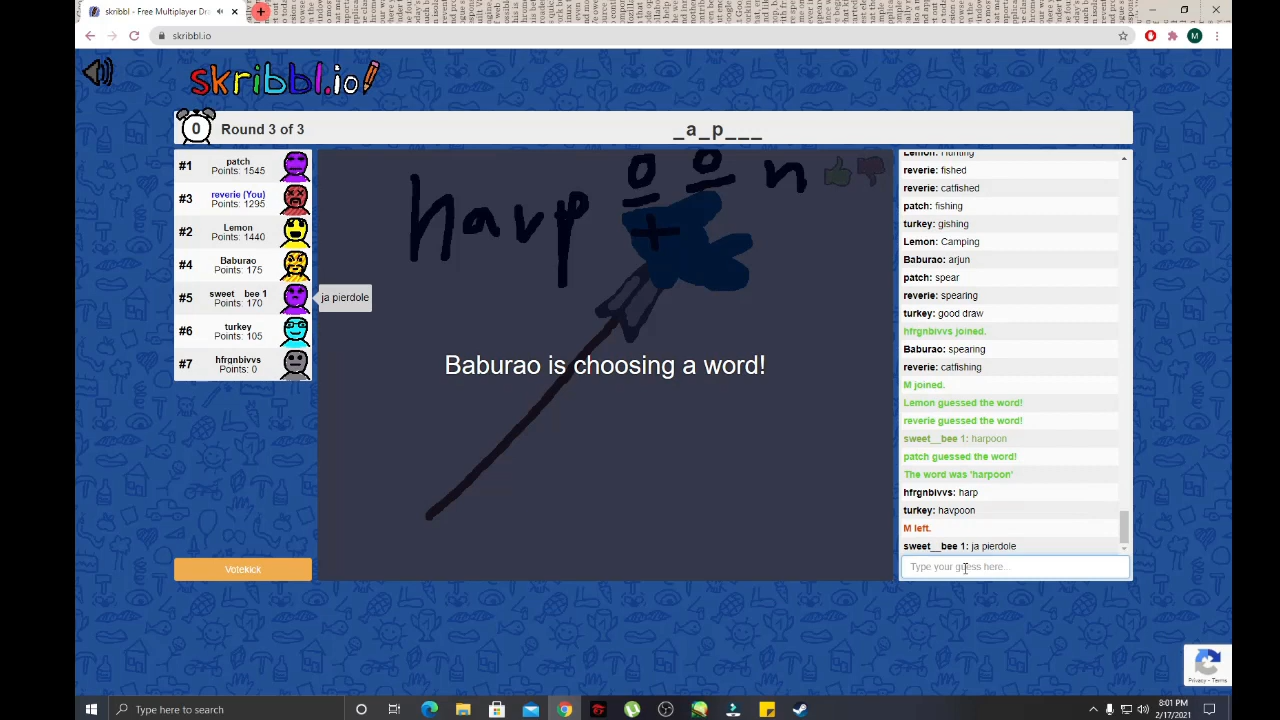 skribbl - Free Multiplayer Dra
skribbl.io
M
skribbl.io
0
Round 3 of 3
_a_p___
#1
patch
Points: 1545
#3
reverie (You)
Points: 1295
#2
Lemon
Points: 1440
#4
Baburao
Points: 175
#5
sweet__bee 1
Points: 170
ja pierdole
#6
turkey
Points: 105
#7
hfrgnbivvs
Points: 0
Votekick
harp o o n
Baburao is choosing a word!
Lemon: Hunting
reverie: fished
reverie: catfished
patch: fishing
turkey: gishing
Lemon: Camping
Baburao: arjun
patch: spear
reverie: spearing
turkey: good draw
hfrgnbivvs joined.
Baburao: spearing
reverie: catfishing
M joined.
Lemon guessed the word!
reverie guessed the word!
sweet__bee 1: harpoon
patch guessed the word!
The word was 'harpoon'
hfrgnbivvs: harp
turkey: havpoon
M left.
sweet__bee 1: ja pierdole
Type your guess here...
Privacy - Terms
Type here to search
8:01 PM
2/17/2021